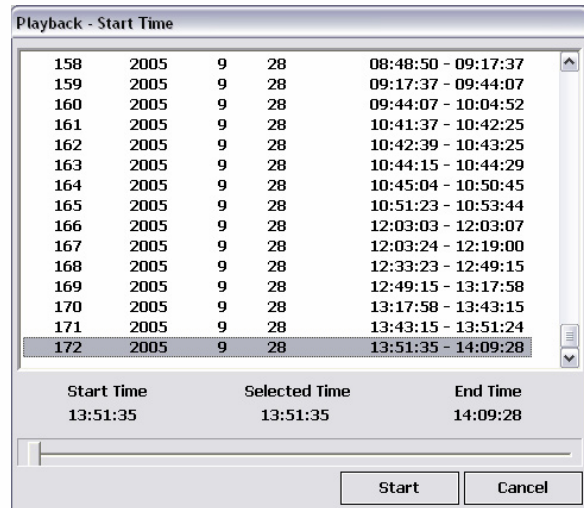 Playback - Start Time
158 2005 9 28 08:48:50 - 09:17:37
159 2005 9 28 09:17:37 - 09:44:07
160 2005 9 28 09:44:07 - 10:04:52
161 2005 9 28 10:41:37 - 10:42:25
162 2005 9 28 10:42:39 - 10:43:25
163 2005 9 28 10:44:15 - 10:44:29
164 2005 9 28 10:45:04 - 10:50:45
165 2005 9 28 10:51:23 - 10:53:44
166 2005 9 28 12:03:03 - 12:03:07
167 2005 9 28 12:03:24 - 12:19:00
168 2005 9 28 12:33:23 - 12:49:15
169 2005 9 28 12:49:15 - 13:17:58
170 2005 9 28 13:17:58 - 13:43:15
171 2005 9 28 13:43:15 - 13:51:24
172 2005 9 28 13:51:35 - 14:09:28
Start Time Selected Time End Time
13:51:35 13:51:35 14:09:28
Start Cancel